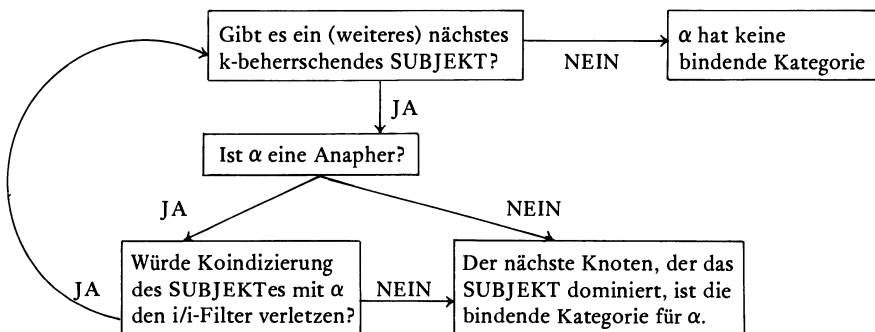 Gibt es ein (weiteres) nächstes
k-beherrschendes SUBJEKT?
NEIN
α hat keine
bindende Kategorie
JA
Ist α eine Anapher?
JA
NEIN
Würde Koindizierung
des SUBJEKTes mit α
den i/i-Filter verletzen?
JA
NEIN
Der nächste Knoten, der das
SUBJEKT dominiert, ist die
bindende Kategorie für α.